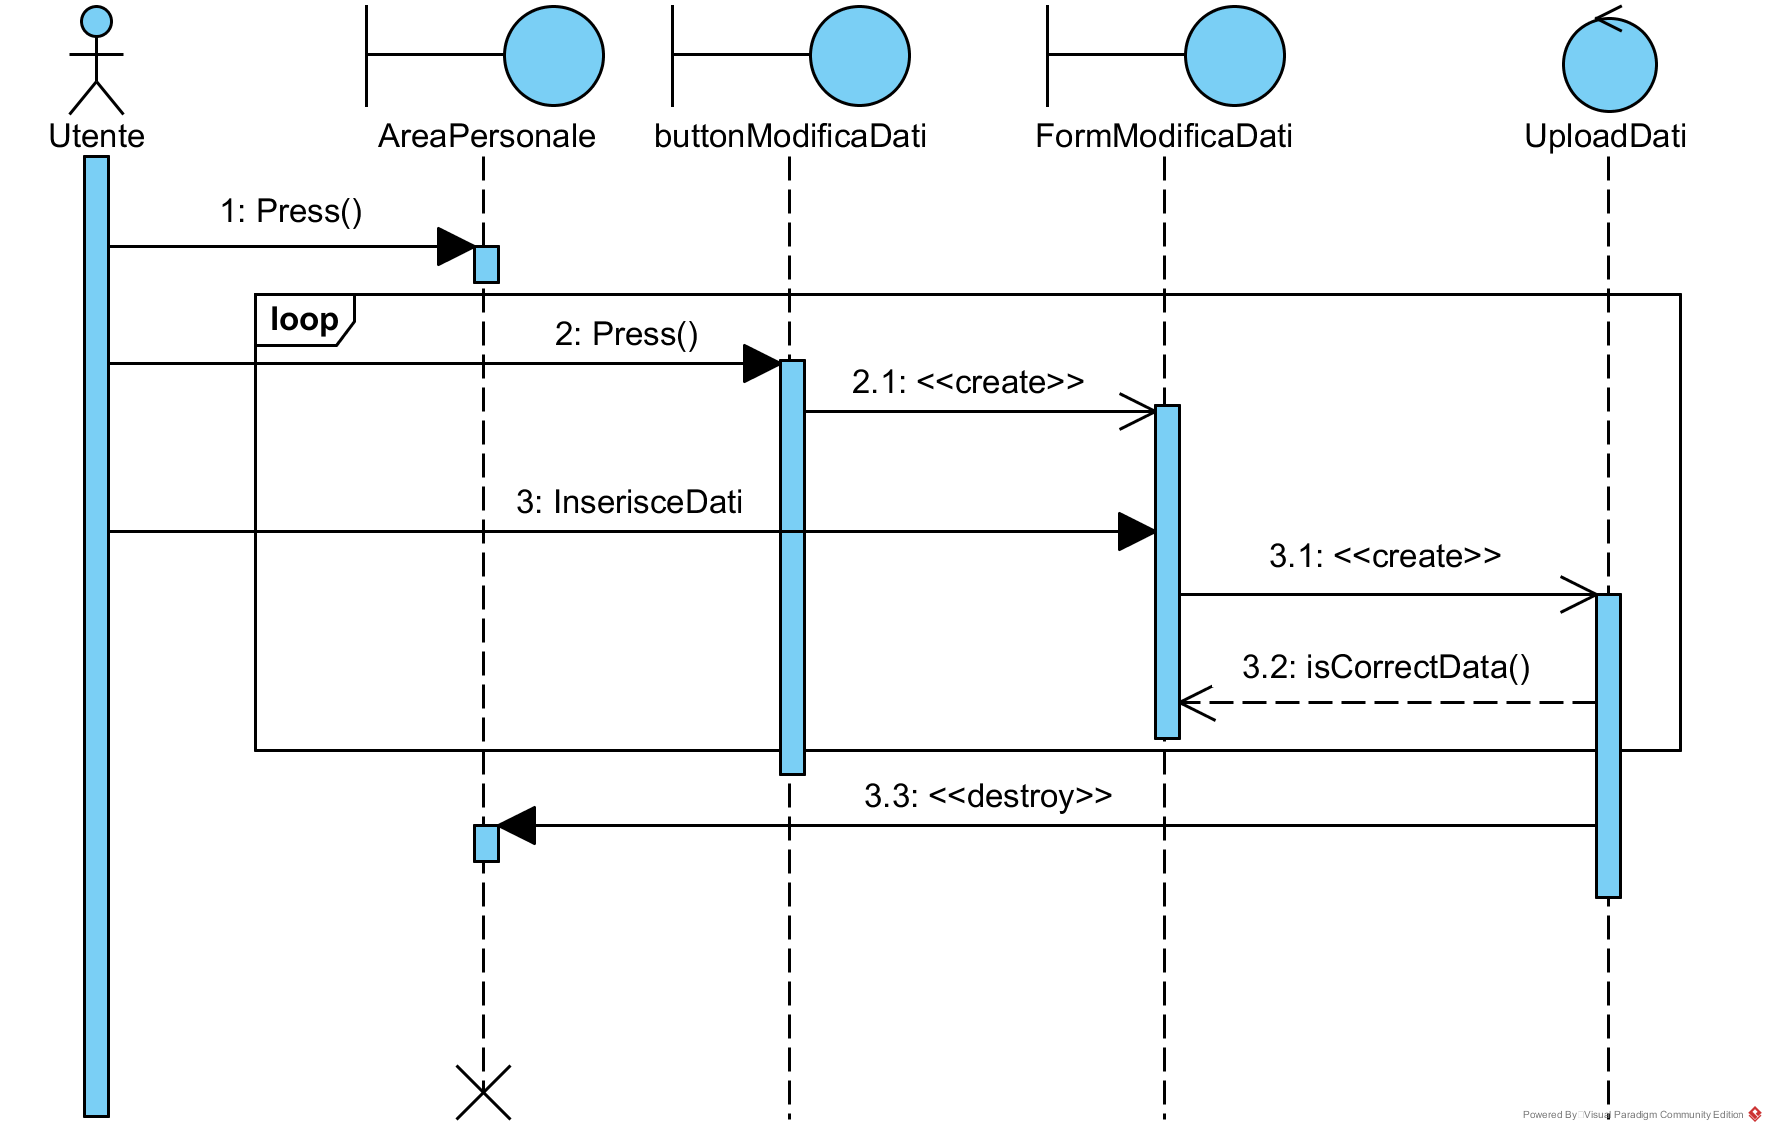 Utente
AreaPersonale
buttonModificaDati
FormModificaDati
UploadDati
1: Press()
loop
2: Press()
2.1: <<create>>
3: InserisceDati
3.1: <<create>>
3.2: isCorrectData()
3.3: <<destroy>>
Powered By Visual Paradigm Community Edition